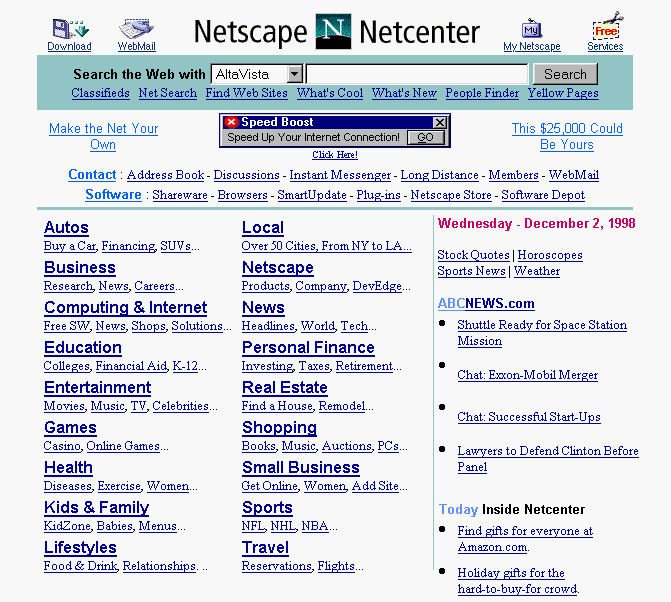 Netscape N Netcenter
Download
WebMail
My
My Netscape
Free
Services
Search the Web with AltaVista Search
Classifieds Net Search Find Web Sites What's Cool What's New People Finder Yellow Pages
Make the Net Your
Own
Speed Boost
Speed Up Your Internet Connection! GO
Click Here!
This $25,000 Could
Be Yours
Contact : Address Book - Discussions - Instant Messenger - Long Distance - Members - WebMail
Software : Shareware - Browsers - SmartUpdate - Plug-ins - Netscape Store - Software Depot
Autos
Buy a Car, Financing, SUVs...
Business
Research, News, Careers...
Computing & Internet
Free SW, News, Shops, Solutions...
Education
Colleges, Financial Aid, K-12...
Entertainment
Movies, Music, TV, Celebrities...
Games
Casino, Online Games...
Health
Diseases, Exercise, Women...
Kids & Family
KidZone, Babies, Menus...
Lifestyles
Food & Drink, Relationships. ..
Local
Over 50 Cities, From NY to LA...
Netscape
Products, Company, DevEdge...
News
Headlines, World, Tech...
Personal Finance
Investing, Taxes, Retirement...
Real Estate
Find a House, Remodel...
Shopping
Books, Music, Auctions, PCs...
Small Business
Get Online, Women, Add Site...
Sports
NFL, NHL, NBA...
Travel
Reservations, Flights...
Wednesday - December 2, 1998
Stock Quotes | Horoscopes
Sports News | Weather
ABCNEWS.com
Shuttle Ready for Space Station
Mission
Chat: Exxon-Mobil Merger
Chat: Successful Start-Ups
Lawyers to Defend Clinton Before
Panel
Today Inside Netcenter
Find gifts for everyone at
Amazon.com.
Holiday gifts for the
hard-to-buy-for crowd.